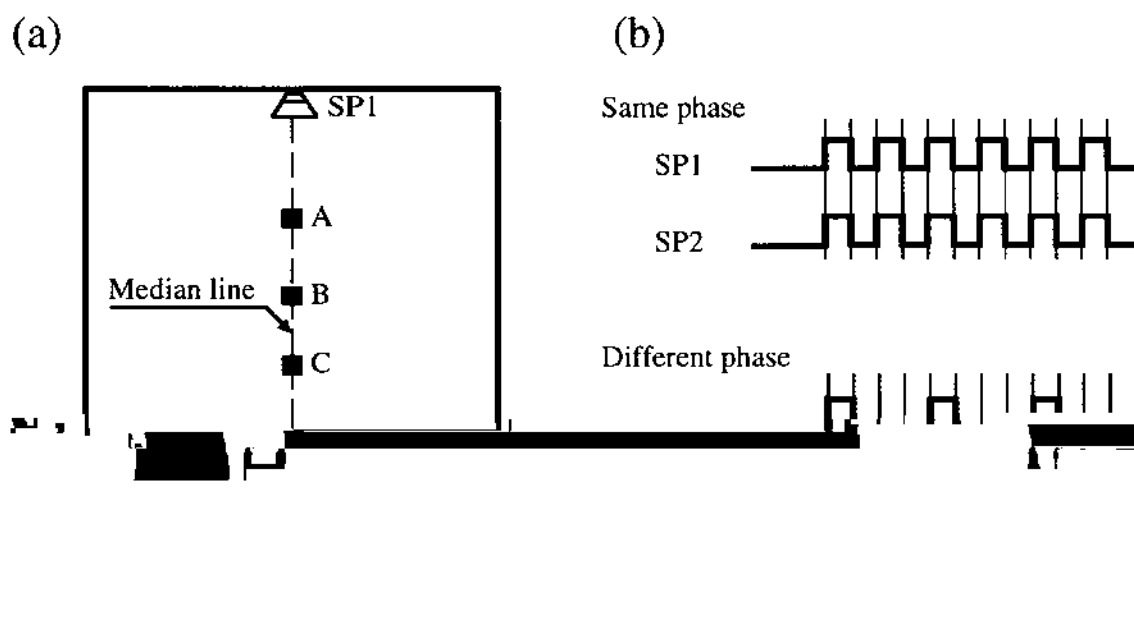 (a)
SP1
A
Median line
B
C
(b)
Same phase
SP1
SP2
Different phase